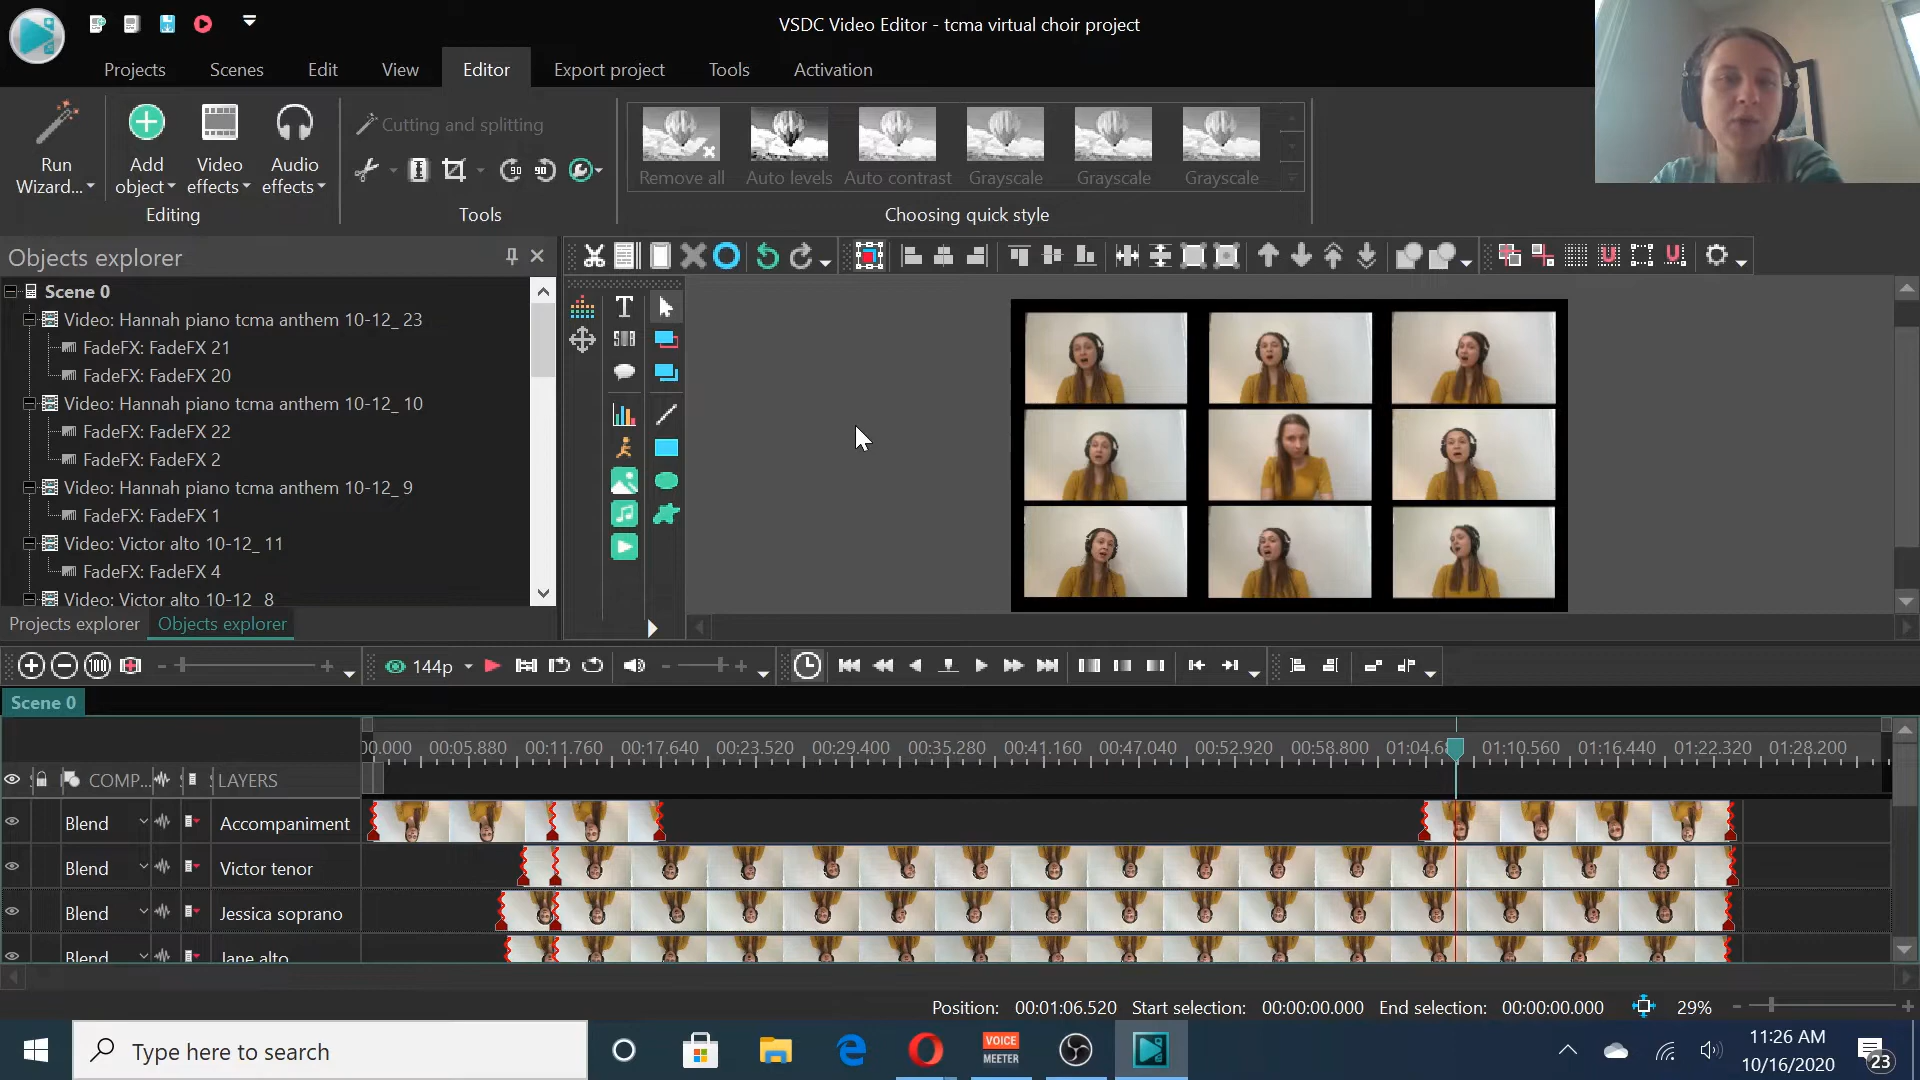 VSDC Video Editor - tcma virtual choir project
Projects Scenes Edit View Editor Export project Tools Activation
Run Wizard...
Add object
Video effects
Audio effects
Editing
Cutting and splitting
Tools
Remove all Auto levels Auto contrast Grayscale Grayscale Grayscale
Choosing quick style
Objects explorer
Scene 0
Video: Hannah piano tcma anthem 10-12_ 23
FadeFX: FadeFX 21
FadeFX: FadeFX 20
Video: Hannah piano tcma anthem 10-12_ 10
FadeFX: FadeFX 22
FadeFX: FadeFX 2
Video: Hannah piano tcma anthem 10-12_ 9
FadeFX: FadeFX 1
Video: Victor alto 10-12_ 11
FadeFX: FadeFX 4
Video: Victor alto 10-12_ 8
Projects explorer Objects explorer
144p
Scene 0
00:05.880 00:11.760 00:17.640 00:23.520 00:29.400 00:35.280 00:41.160 00:47.040 00:52.920 00:58.800 00:10.560 01:16.440 01:22.320 01:28.200
COMP... LAYERS
Blend Accompaniment
Blend Victor tenor
Blend Jessica soprano
Blend Jane alto
Position: 00:01:06.520 Start selection: 00:00:00.000 End selection: 00:00:00.000 29%
Type here to search
VOICE MEETER
11:26 AM
10/16/2020
23